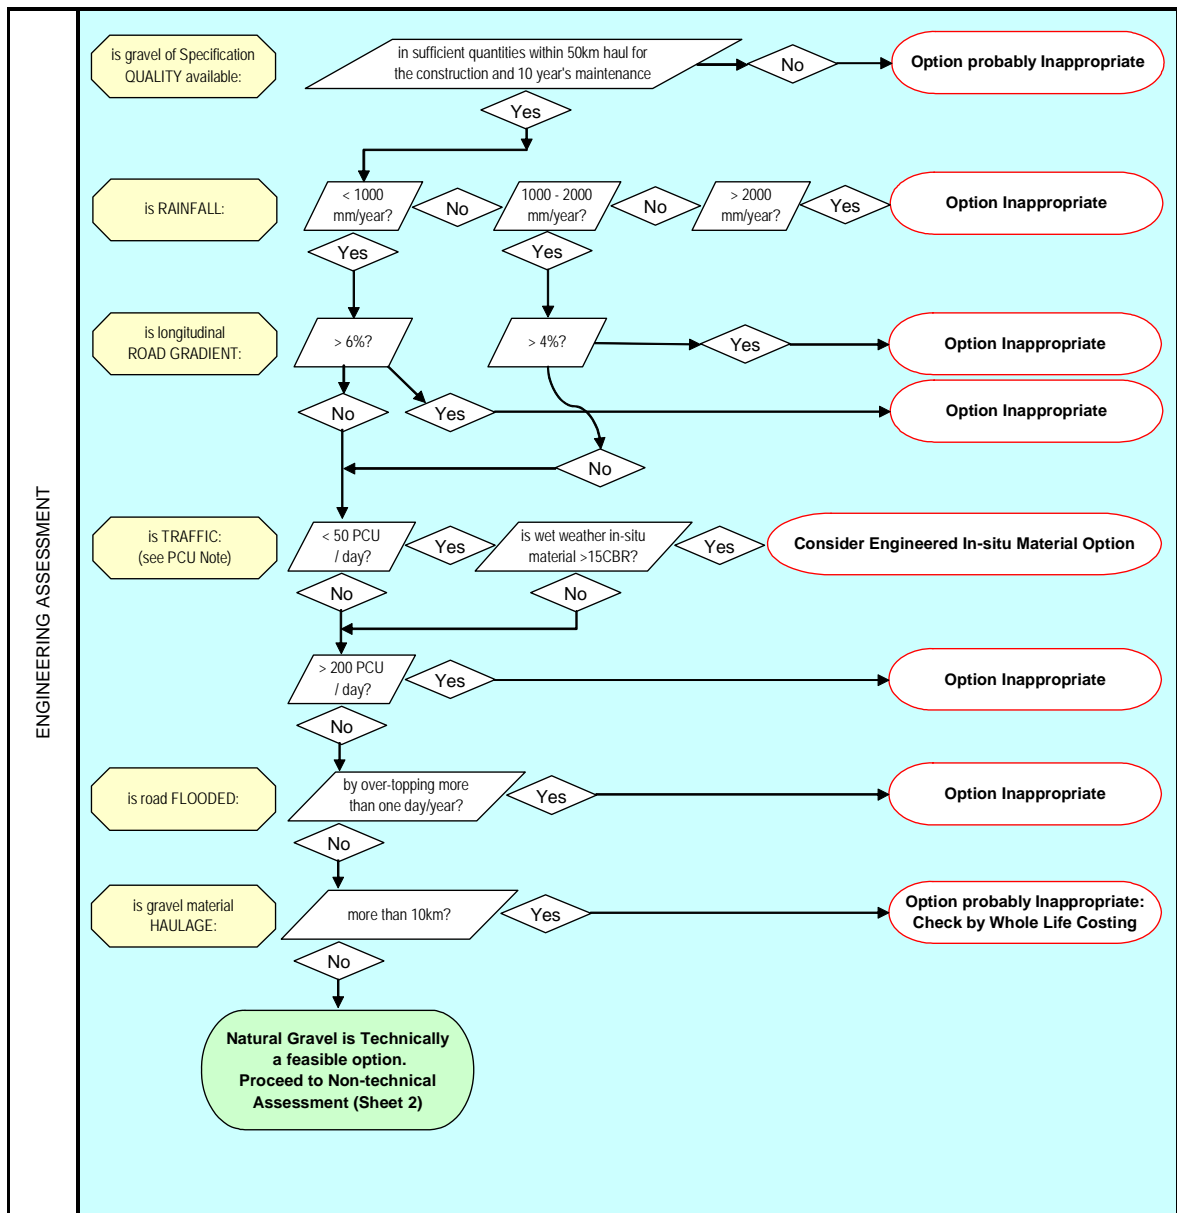 ENGINEERING ASSESSMENT
is gravel of Specification
QUALITY available:
in sufficient quantities within 50km haul for
the construction and 10 year's maintenance
No
Option probably Inappropriate
Yes
is RAINFALL:
< 1000
mm/year?
No
1000 - 2000
mm/year?
No
> 2000
mm/year?
Yes
Option Inappropriate
Yes
Yes
is longitudinal
ROAD GRADIENT:
> 6%?
> 4%?
Yes
Option Inappropriate
No
Yes
Option Inappropriate
No
is TRAFFIC:
(see PCU Note)
< 50 PCU
/ day?
Yes
is wet weather in-situ
material >15CBR?
Yes
Consider Engineered In-situ Material Option
No
No
> 200 PCU
/ day?
Yes
Option Inappropriate
No
is road FLOODED:
by over-topping more
than one day/year?
Yes
Option Inappropriate
No
is gravel material
HAULAGE:
more than 10km?
Yes
Option probably Inappropriate:
Check by Whole Life Costing
No
Natural Gravel is Technically
a feasible option.
Proceed to Non-technical
Assessment (Sheet 2)